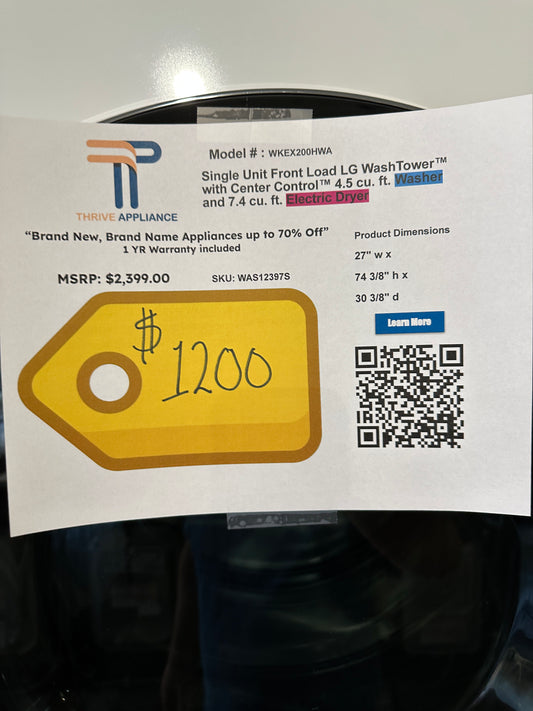 TP
THRIVE APPLIANCE
Model # : WKEX200HWA
Single Unit Front Load LG WashTower™
with Center Control™ 4.5 cu. ft. Washer
and 7.4 cu. ft. Electric Dryer
“Brand New, Brand Name Appliances up to 70% Off”
1 YR Warranty included
MSRP: $2,399.00
SKU: WAS12397S
$1200
Product Dimensions
27" w x
74 3/8" h x
30 3/8" d
Learn More